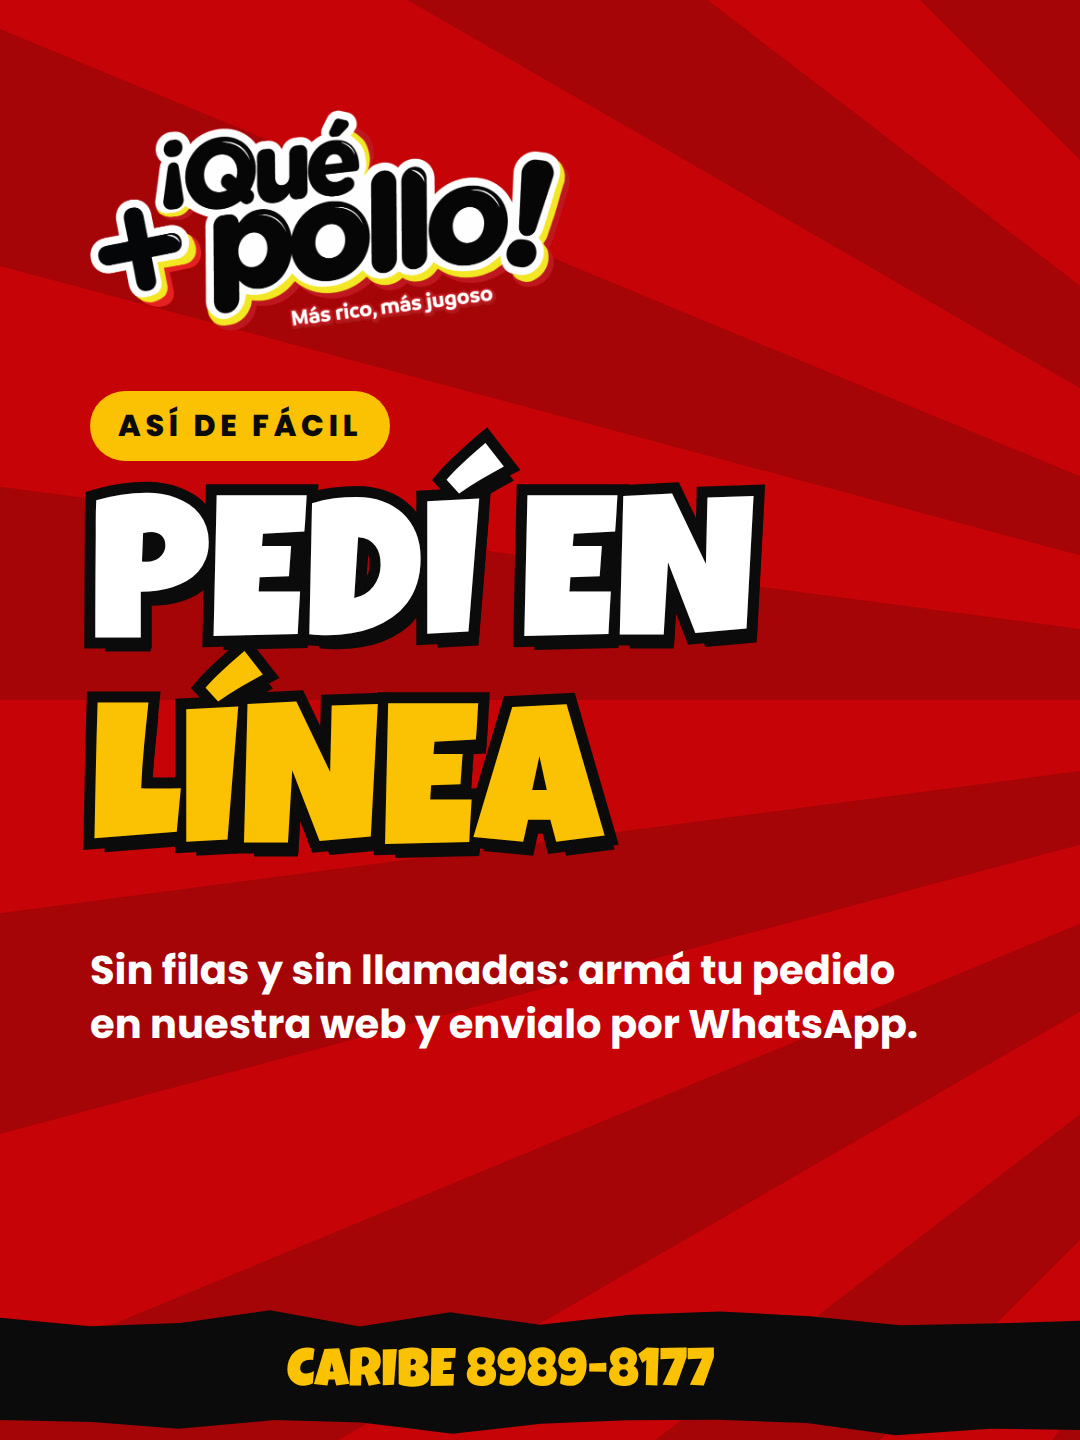 ¡Qué
+ pollo!
Más rico, más jugoso
ASÍ DE FÁCIL
PEDÍ EN
LÍNEA
Sin filas y sin llamadas: armá tu pedido
en nuestra web y envialo por WhatsApp.
CARIBE 8989-8177